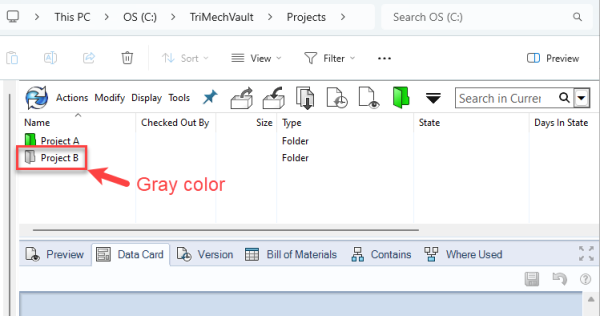 This PC > OS (C:) > TriMechVault > Projects >
Search OS (C:)
Sort View Filter ... Preview
Actions Modify Display Tools
Search in Currer
Name Checked Out By Size Type State Days In State
Project A Folder
Project B Folder
Gray color
Preview Data Card Version Bill of Materials Contains Where Used